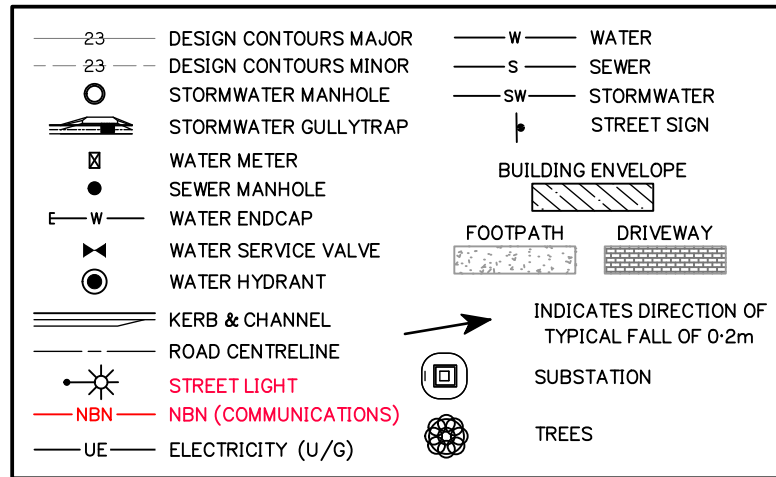 23 DESIGN CONTOURS MAJOR
23 DESIGN CONTOURS MINOR
STORMWATER MANHOLE
STORMWATER GULLYTRAP
WATER METER
SEWER MANHOLE
E W WATER ENDCAP
WATER SERVICE VALVE
WATER HYDRANT
KERB & CHANNEL
ROAD CENTRELINE
STREET LIGHT
NBN NBN (COMMUNICATIONS)
UE ELECTRICITY (U/G)
W WATER
S SEWER
SW STORMWATER
STREET SIGN
BUILDING ENVELOPE
FOOTPATH DRIVEWAY
INDICATES DIRECTION OF
TYPICAL FALL OF 0·2m
SUBSTATION
TREES